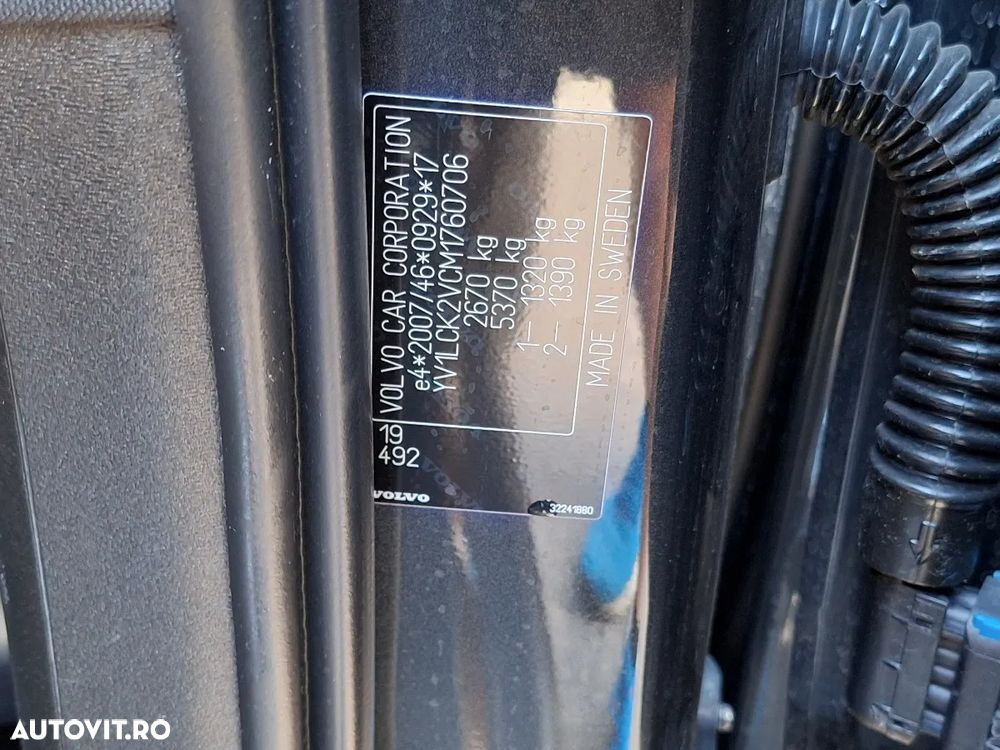 VOLVO CAR CORPORATION
e4*2007/46*0929*17
YV1LCK2VCM1760706
2670 kg
5370 kg
1– 1320 kg
2– 1390 kg
MADE IN SWEDEN
19
492
VOLVO
32241880
AUTOVIT.RO